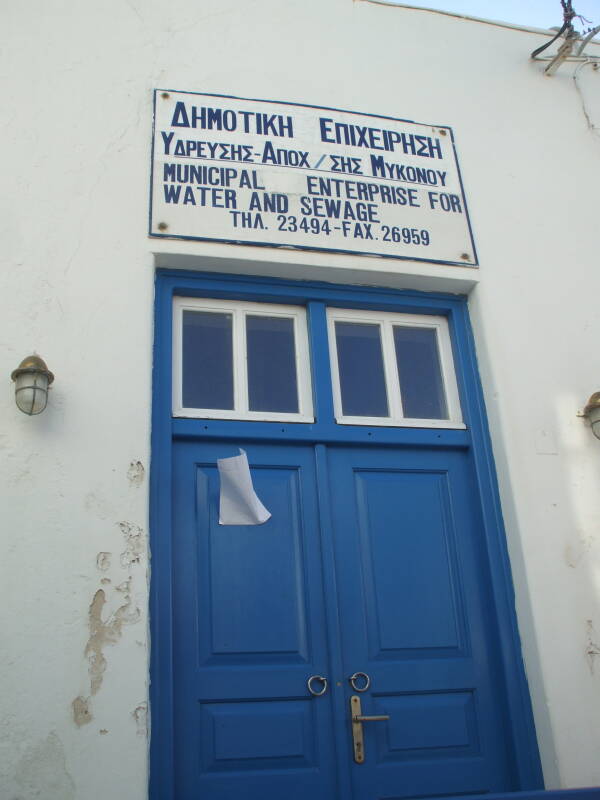 ΔΗΜΟΤΙΚΗ ΕΠΙΧΕΙΡΗΣΗ
ΥΔΡΕΥΣΗΣ-ΑΠΟΧ/ΣΗΣ ΜΥΚΟΝΟΥ
MUNICIPAL ENTERPRISE FOR
WATER AND SEWAGE
ΤΗΛ. 23494-FAX. 26959